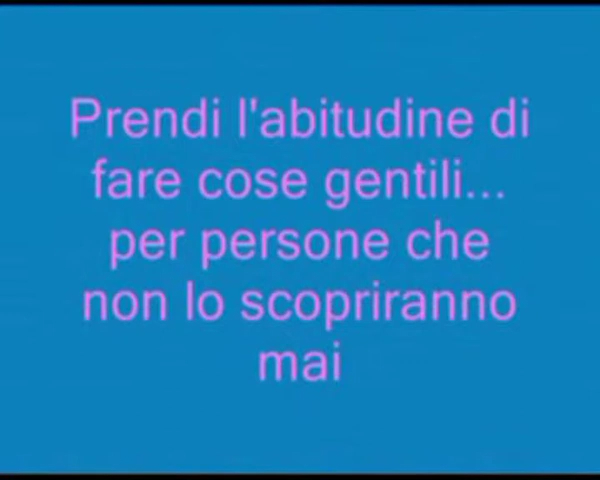 Prendi l'abitudine di
fare cose gentili...
per persone che
non lo scopriranno
mai